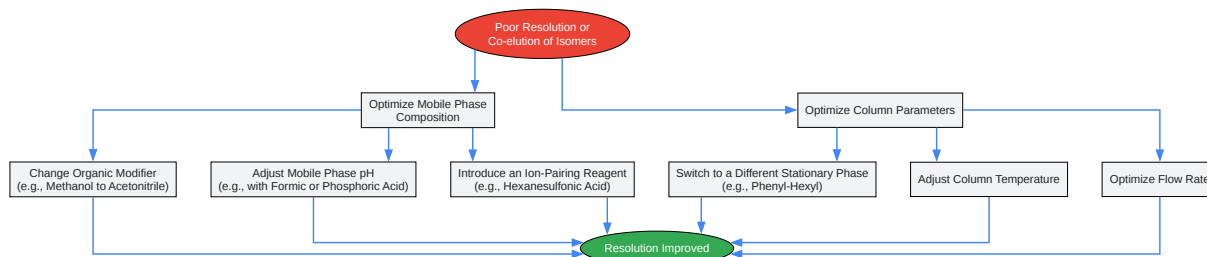 Poor Resolution or
Co-elution of Isomers
Optimize Mobile Phase
Composition
Optimize Column Parameters
Change Organic Modifier
(e.g., Methanol to Acetonitrile)
Adjust Mobile Phase pH
(e.g., with Formic or Phosphoric Acid)
Introduce an Ion-Pairing Reagent
(e.g., Hexanesulfonic Acid)
Switch to a Different Stationary Phase
(e.g., Phenyl-Hexyl)
Adjust Column Temperature
Optimize Flow Rate
Resolution Improved